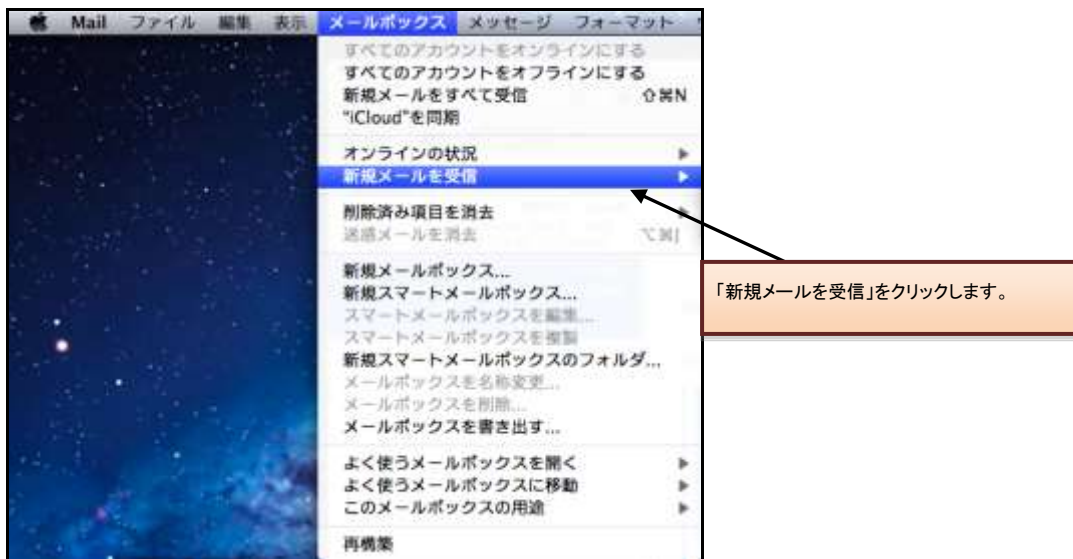 Mail ファイル 編集 表示 メールボックス メッセージ フォーマット
すべてのアカウントをオンラインにする
すべてのアカウントをオフラインにする
新規メールをすべて受信 ⇧⌘N
"iCloud"を同期
オンラインの状況
新規メールを受信
削除済み項目を消去
迷惑メールを消去 ⌥⌘J
新規メールボックス...
新規スマートメールボックス...
スマートメールボックスを編集...
スマートメールボックスを複製
新規スマートメールボックスのフォルダ...
メールボックスを名称変更...
メールボックスを削除...
メールボックスを書き出す...
よく使うメールボックスを開く
よく使うメールボックスに移動
このメールボックスの用途
再構築
「新規メールを受信」をクリックします。